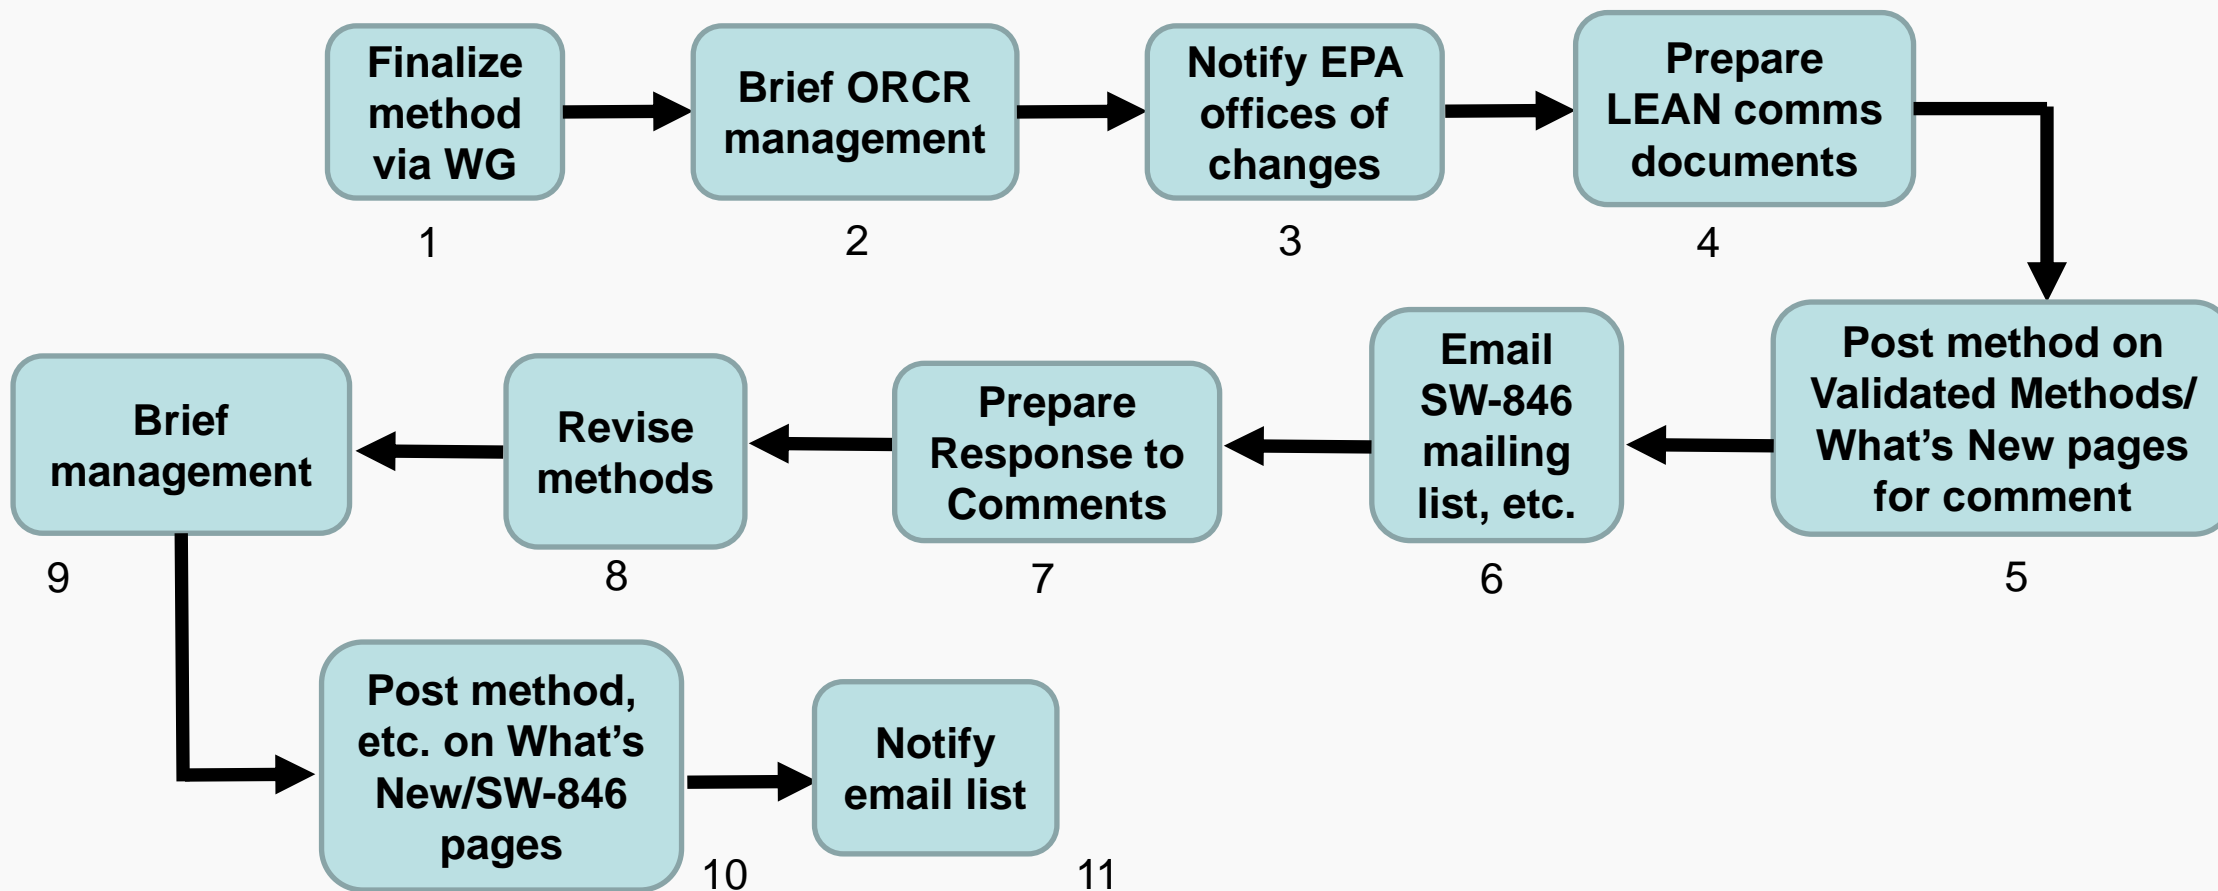 Finalize
method
via WG
1
Brief ORCR
management
2
Notify EPA
offices of
changes
3
Prepare
LEAN comms
documents
4
Post method on
Validated Methods/
What’s New pages
for comment
5
Email
SW-846
mailing
list, etc.
6
Prepare
Response to
Comments
7
Revise
methods
8
Brief
management
9
Post method,
etc. on What’s
New/SW-846
pages
10
Notify
email list
11